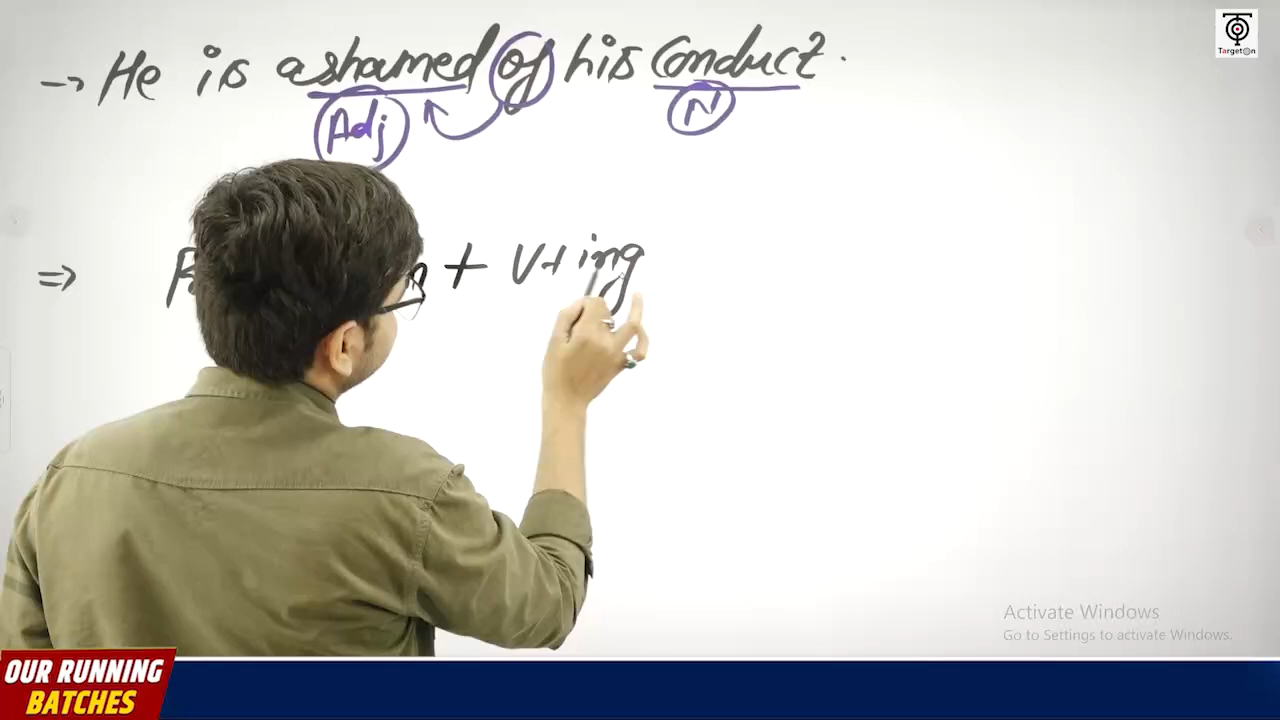 → He is ashamed of his conduct.
Adj N
⇒ + V+ing
TargetOn
Activate Windows
Go to Settings to activate Windows.
OUR RUNNING
BATCHES